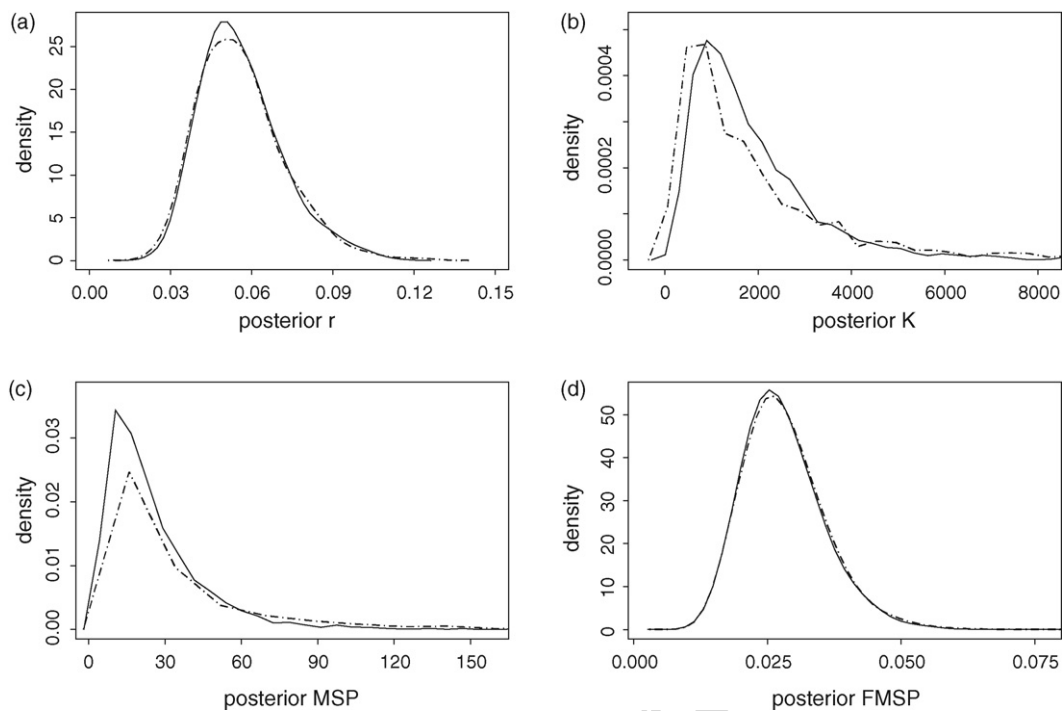 (a)
density
0 5 10 15 20 25
0.00 0.03 0.06 0.09 0.12 0.15
posterior r
(b)
density
0.0000 0.0002 0.0004
0 2000 4000 6000 8000
posterior K
(c)
density
0.00 0.01 0.02 0.03
0 30 60 90 120 150
posterior MSP
(d)
density
0 10 20 30 40 50
0.000 0.025 0.050 0.075
posterior FMSP